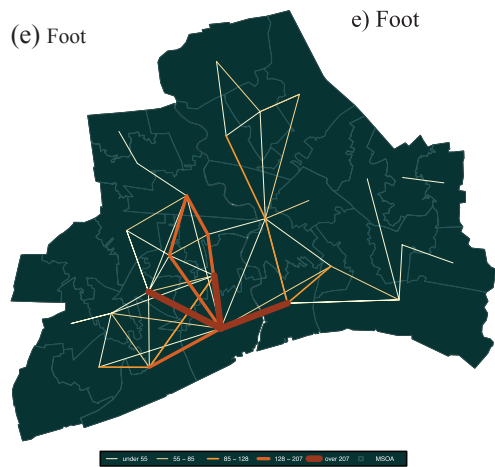 (e) Foot
e) Foot
under 55 55 – 85 85 – 128 128 – 207 over 207 MSOA